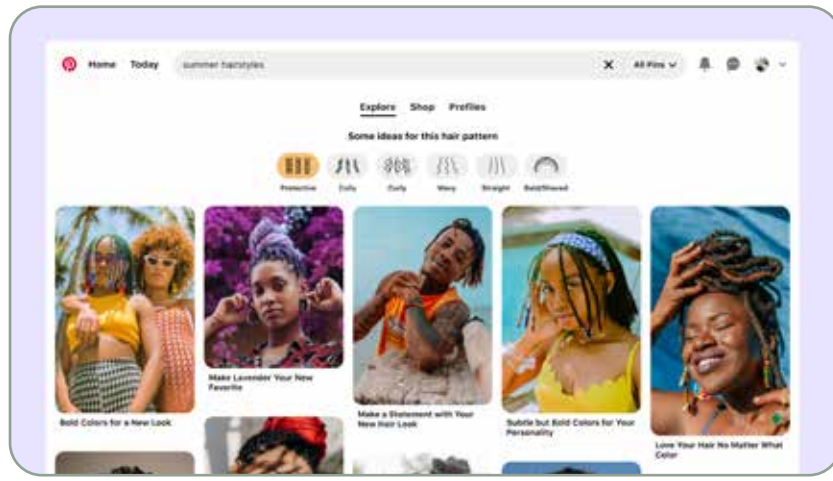 Home Today summer hairstyles All Pins
Explore Shop Profiles
Some ideas for this hair pattern
Protective Coily Curly Wavy Straight Bald/Shaved
Bold Colors for a New Look
Make Lavender Your New
Favorite
Make a Statement with Your
New Hair Look
Subtle but Bold Colors for Your
Personality
Love Your Hair No Matter What
Color